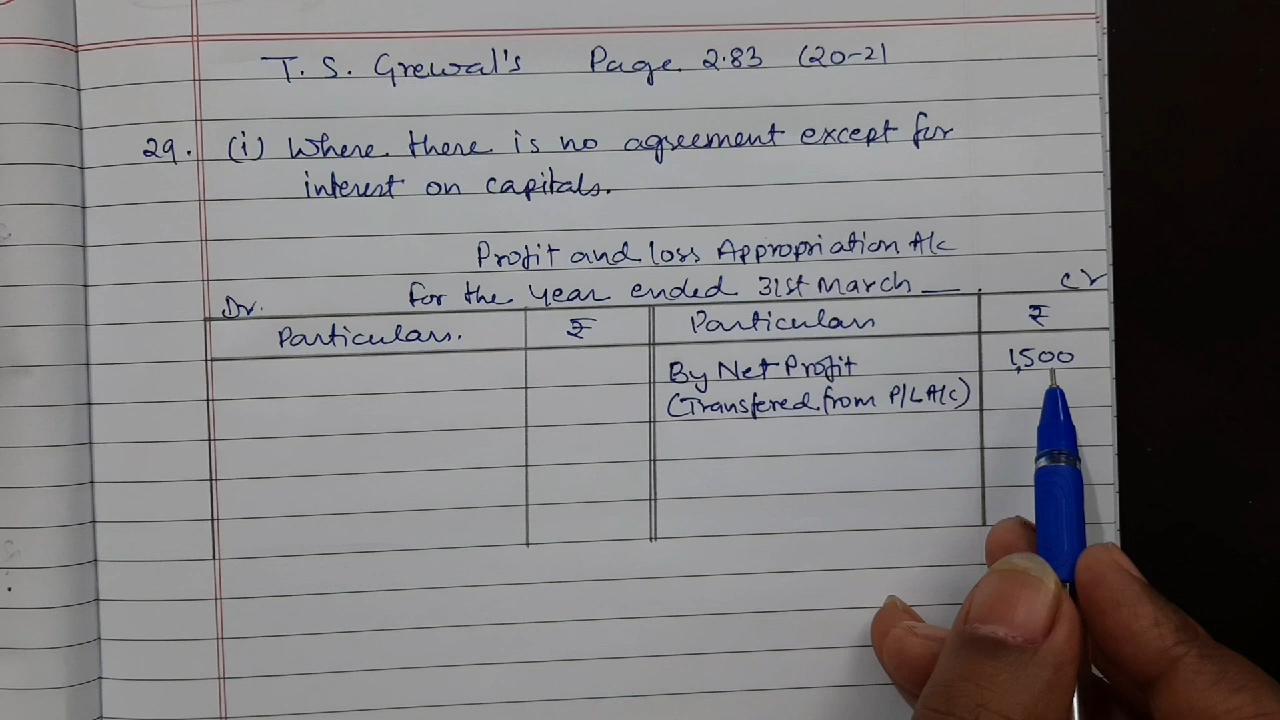 T. S. Grewal's Page 2.83 (20-21
29. (i) Where there is no agreement except for
interest on capitals.
Profit and loss Appropriation A/c
for the year ended 31st March — .
Dr. Cr
Particulars. ₹ Particulars ₹
By Net Profit 1,500
(Transfered from P/L A/c)